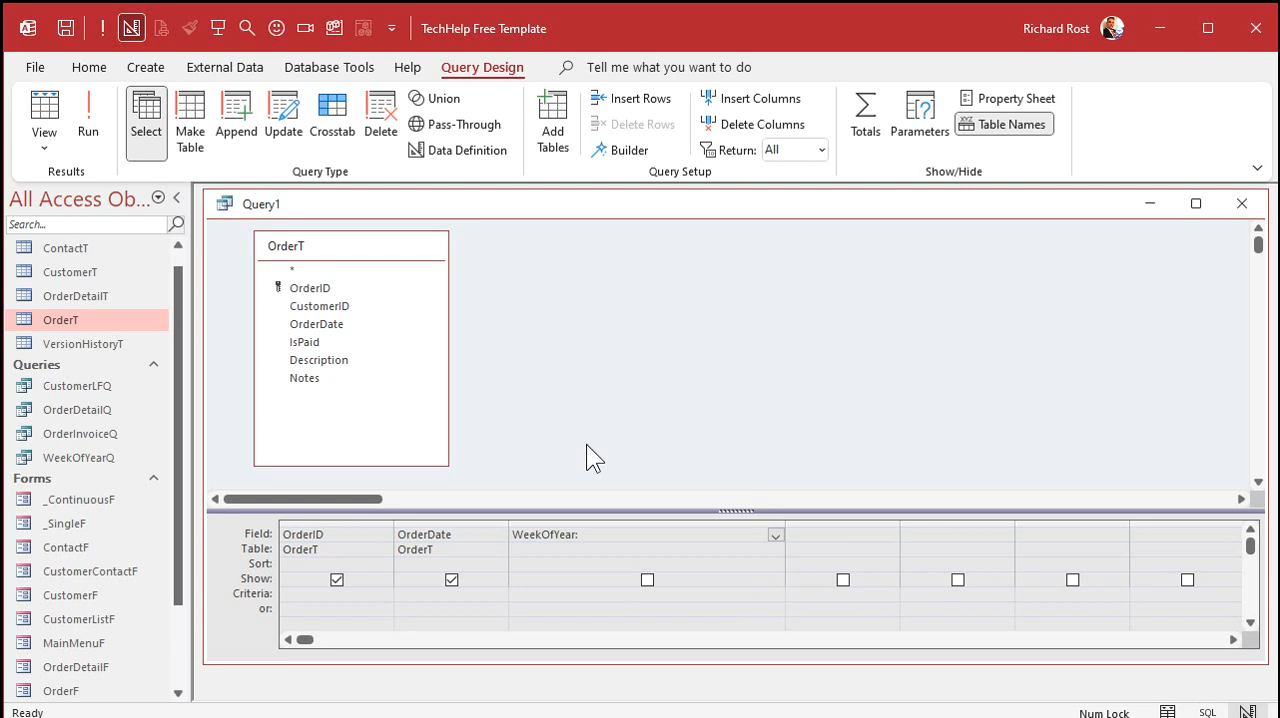 TechHelp Free Template
Richard Rost
File
Home
Create
External Data
Database Tools
Help
Query Design
Tell me what you want to do
View
Run
Select
Make Table
Append
Update
Crosstab
Delete
Union
Pass-Through
Data Definition
Add Tables
Insert Rows
Delete Rows
Builder
Insert Columns
Delete Columns
Return: All
Totals
Parameters
Property Sheet
XYZ
Table Names
Results
Query Type
Query Setup
Show/Hide
All Access Ob...
Search...
ContactT
CustomerT
OrderDetailT
OrderT
VersionHistoryT
Queries
CustomerLFQ
OrderDetailQ
OrderInvoiceQ
WeekOfYearQ
Forms
_ContinuousF
_SingleF
ContactF
CustomerContactF
CustomerF
CustomerListF
MainMenuF
OrderDetailF
OrderF
Query1
OrderT
*
OrderID
CustomerID
OrderDate
IsPaid
Description
Notes
Field: OrderID OrderDate WeekOfYear:
Table: OrderT OrderT
Sort:
Show:
Criteria:
or:
Ready
Num Lock
SQL